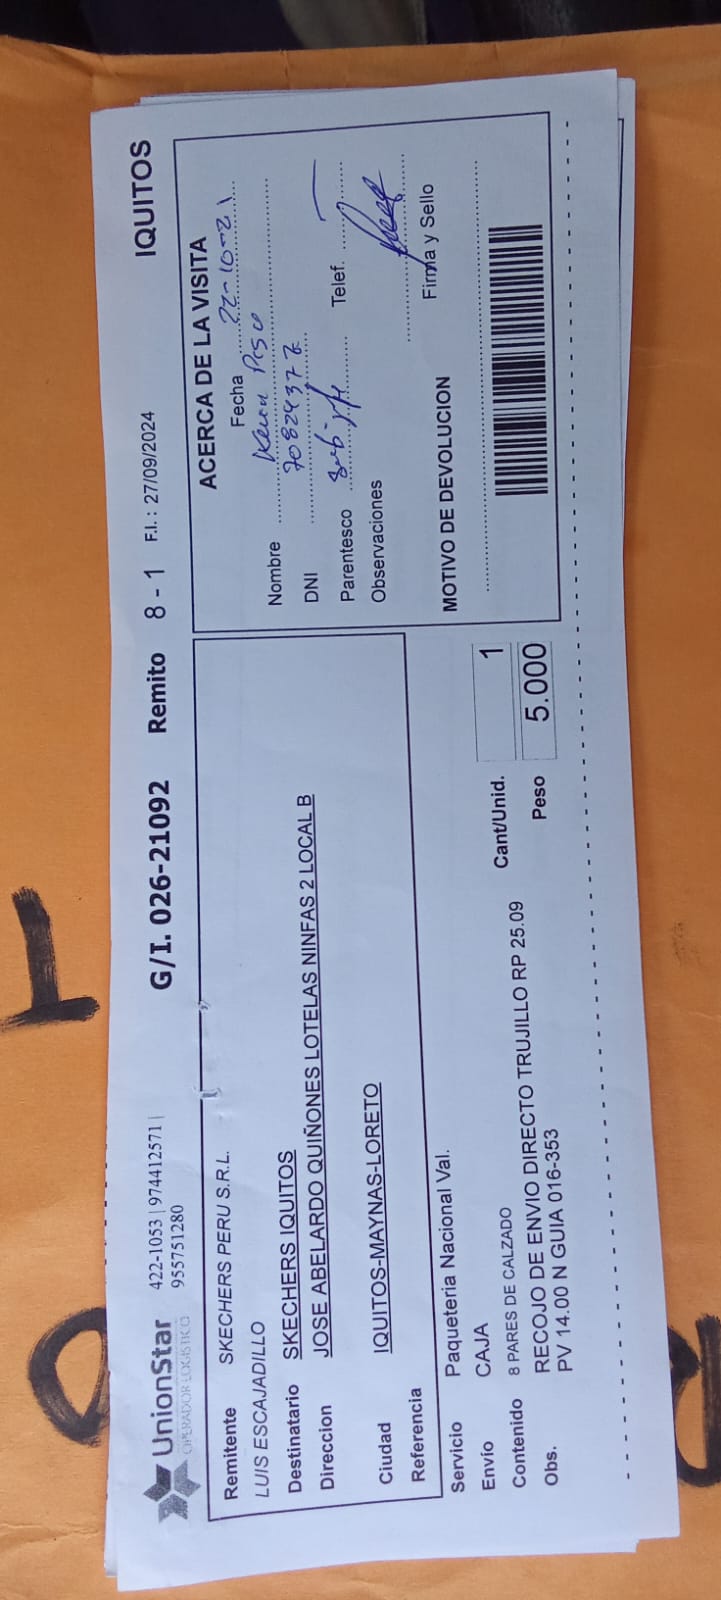 UnionStar
OPERADOR LOGISTICO
422-1053 | 974412571 |
955751280
G/I. 026-21092 Remito 8 - 1 F.I.: 27/09/2024 IQUITOS
Remitente SKECHERS PERU S.R.L.
LUIS ESCAJADILLO
Destinatario SKECHERS IQUITOS
Direccion JOSE ABELARDO QUIÑONES LOTELAS NINFAS 2 LOCAL B
Ciudad IQUITOS-MAYNAS-LORETO
Referencia
Servicio Paqueteria Nacional Val.
Envío CAJA
Contenido 8 PARES DE CALZADO
Obs. RECOJO DE ENVIO DIRECTO TRUJILLO RP 25.09
PV 14.00 N GUIA 016-353
Cant/Unid. 1
Peso 5.000
ACERCA DE LA VISITA
Fecha 22-10-21
Nombre Karen
DNI
Parentesco Telef.
Observaciones
Firma y Sello
MOTIVO DE DEVOLUCION